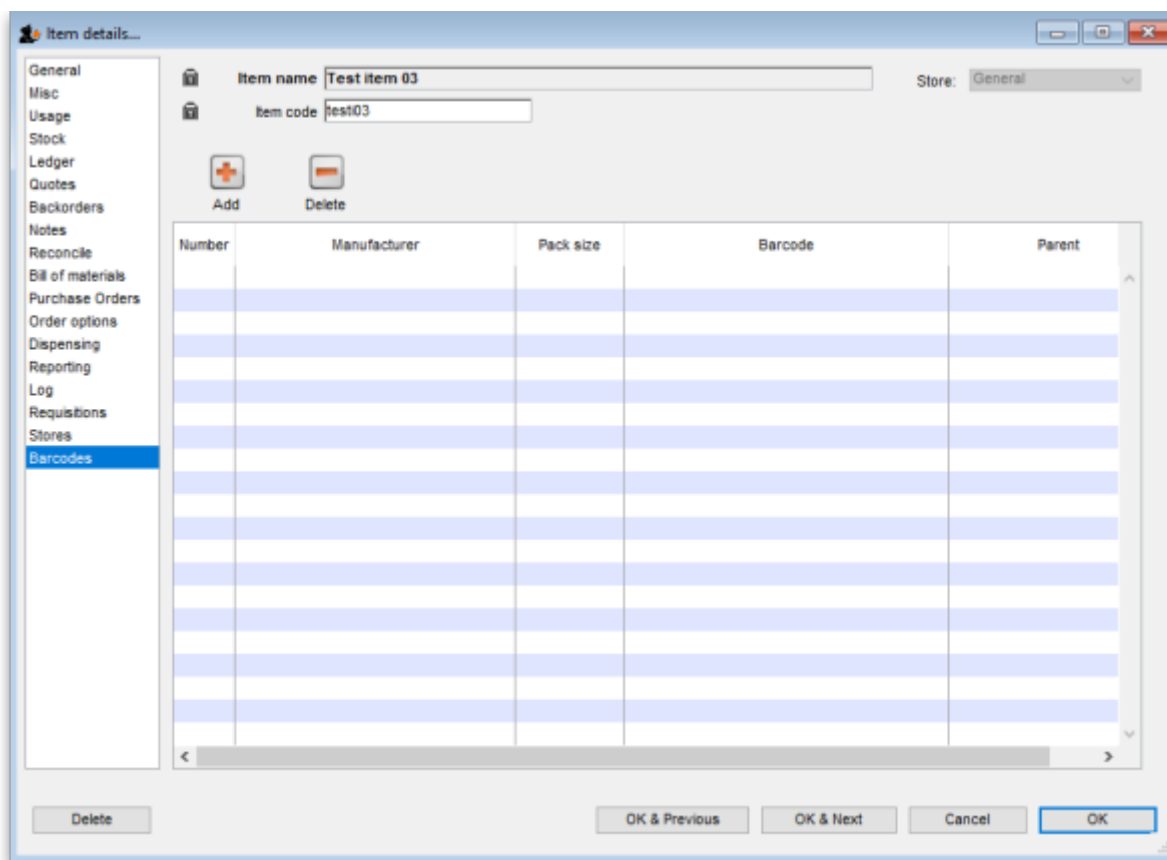 Item details...
General
Misc
Usage
Stock
Ledger
Quotes
Backorders
Notes
Reconcile
Bill of materials
Purchase Orders
Order options
Dispensing
Reporting
Log
Requisitions
Stores
Barcodes
Item name Test item 03 Store: General
Item code testi03
Add Delete
Number Manufacturer Pack size Barcode Parent
Delete OK & Previous OK & Next Cancel OK